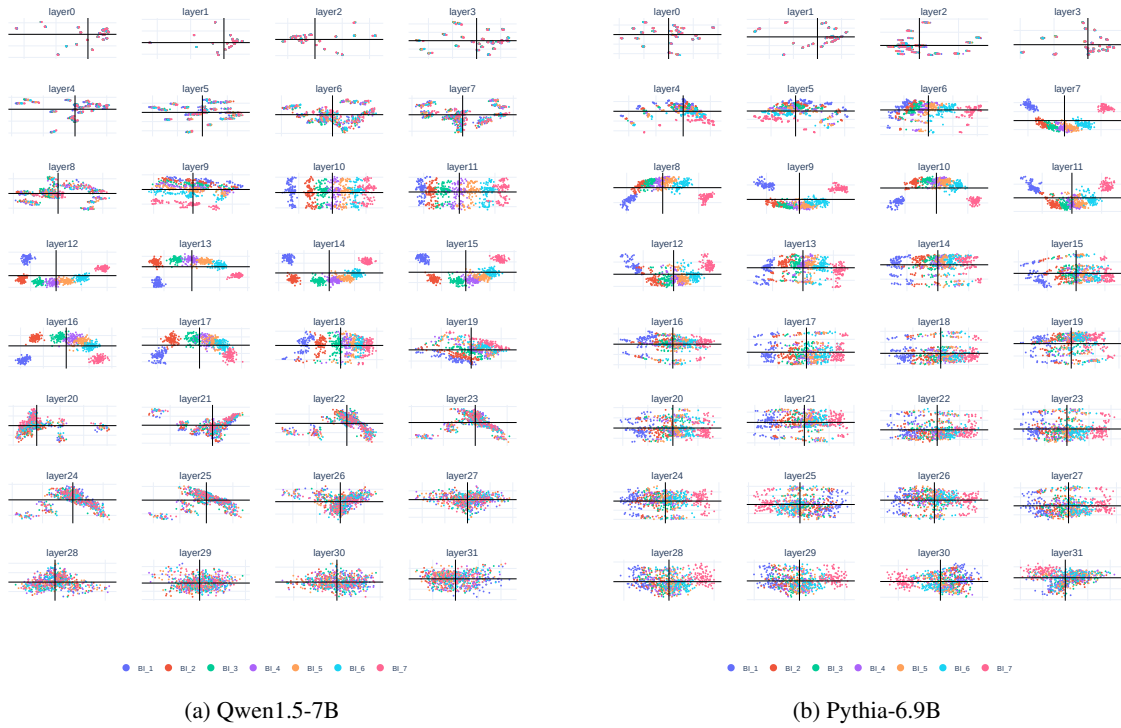 layer0 layer1 layer2 layer3
layer4 layer5 layer6 layer7
layer8 layer9 layer10 layer11
layer12 layer13 layer14 layer15
layer16 layer17 layer18 layer19
layer20 layer21 layer22 layer23
layer24 layer25 layer26 layer27
layer28 layer29 layer30 layer31
BI_1 BI_2 BI_3 BI_4 BI_5 BI_6 BI_7
(a) Qwen1.5-7B
layer0 layer1 layer2 layer3
layer4 layer5 layer6 layer7
layer8 layer9 layer10 layer11
layer12 layer13 layer14 layer15
layer16 layer17 layer18 layer19
layer20 layer21 layer22 layer23
layer24 layer25 layer26 layer27
layer28 layer29 layer30 layer31
BI_1 BI_2 BI_3 BI_4 BI_5 BI_6 BI_7
(b) Pythia-6.9B